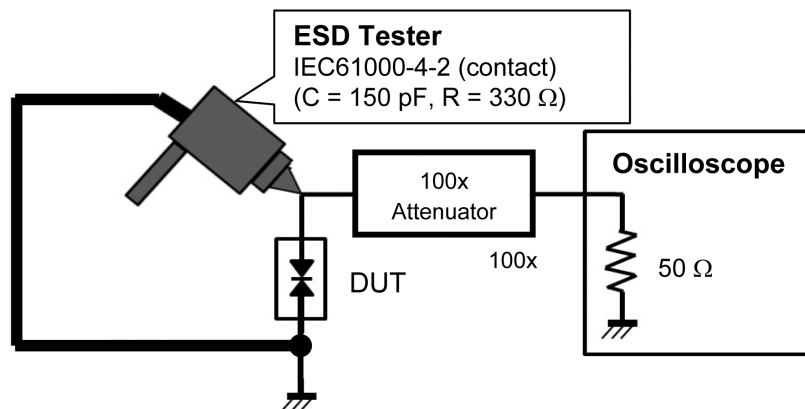 ESD Tester
IEC61000-4-2 (contact)
(C = 150 pF, R = 330 Ω)
Oscilloscope
100x
Attenuator
100x
50 Ω
DUT